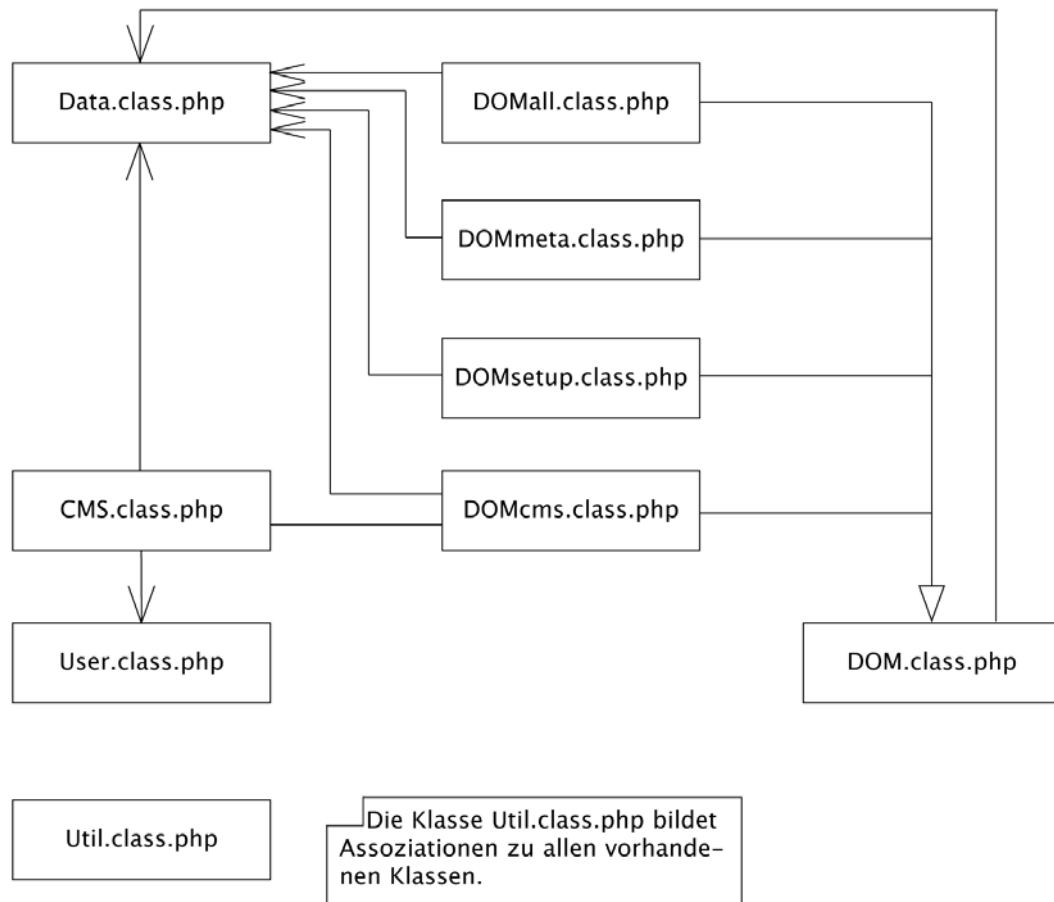 Data.class.php
DOMall.class.php
DOMmeta.class.php
DOMsetup.class.php
CMS.class.php
DOMcms.class.php
User.class.php
DOM.class.php
Util.class.php
Die Klasse Util.class.php bildet
Assoziationen zu allen vorhande-
nen Klassen.